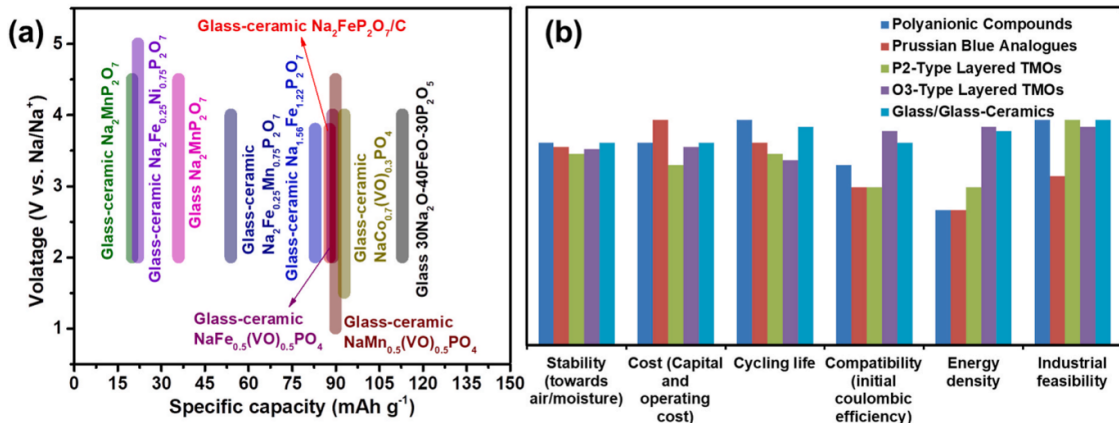 (a)
Volatage (V vs. Na/Na⁺)
5
4
3
2
1
0 15 30 45 60 75 90 105 120 135 150
Specific capacity (mAh g⁻¹)
Glass-ceramic Na₂MnP₂O₇
Glass-ceramic Na₂Fe₀.₂₅Ni₀.₇₅P₂O₇
Glass Na₂MnP₂O₇
Glass-ceramic
Na₂Fe₀.₂₅Mn₀.₇₅P₂O₇
Glass-ceramic Na₁.₅₆Fe₁.₂₂P₂O₇
Glass-ceramic Na₂FeP₂O₇/C
Glass-ceramic
NaCo₀.₇(VO)₀.₃PO₄
Glass 30Na₂O-40FeO-30P₂O₅
Glass-ceramic
NaFe₀.₅(VO)₀.₅PO₄
Glass-ceramic
NaMn₀.₅(VO)₀.₅PO₄
(b)
Polyanionic Compounds
Prussian Blue Analogues
P2-Type Layered TMOs
O3-Type Layered TMOs
Glass/Glass-Ceramics
Stability
(towards
air/moisture)
Cost (Capital
and
operating
cost)
Cycling life
Compatibility
(initial
coulombic
efficiency)
Energy
density
Industrial
feasibility